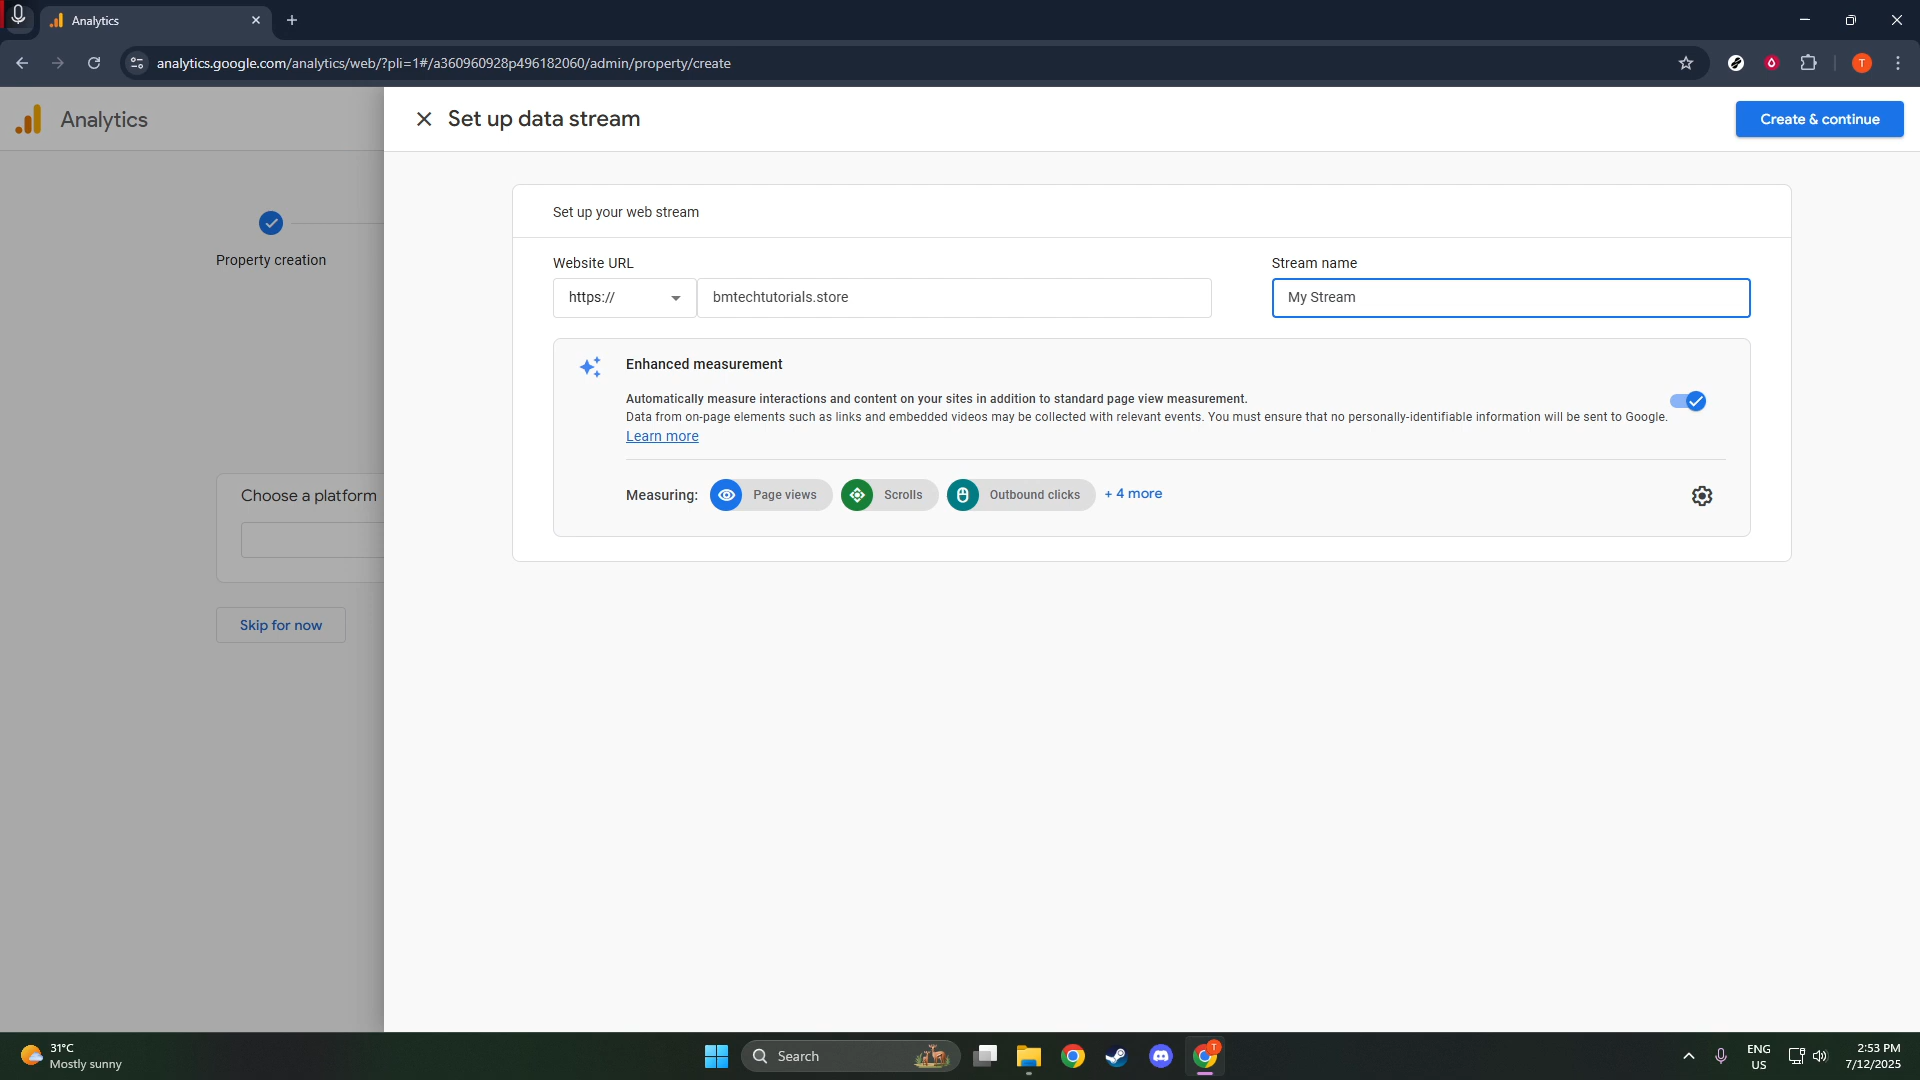 Analytics
analytics.google.com/analytics/web/?pli=1#/a360960928p496182060/admin/property/create
T
Analytics
Set up data stream
Create & continue
Set up your web stream
Property creation
Website URL
Stream name
https://
bmtechtutorials.store
My Stream
Enhanced measurement
Automatically measure interactions and content on your sites in addition to standard page view measurement.
Data from on-page elements such as links and embedded videos may be collected with relevant events. You must ensure that no personally-identifiable information will be sent to Google.
Learn more
Measuring:
Page views
Scrolls
Outbound clicks
+ 4 more
Choose a platform
Skip for now
31°C
Mostly sunny
Search
T
ENG
US
2:53 PM
7/12/2025